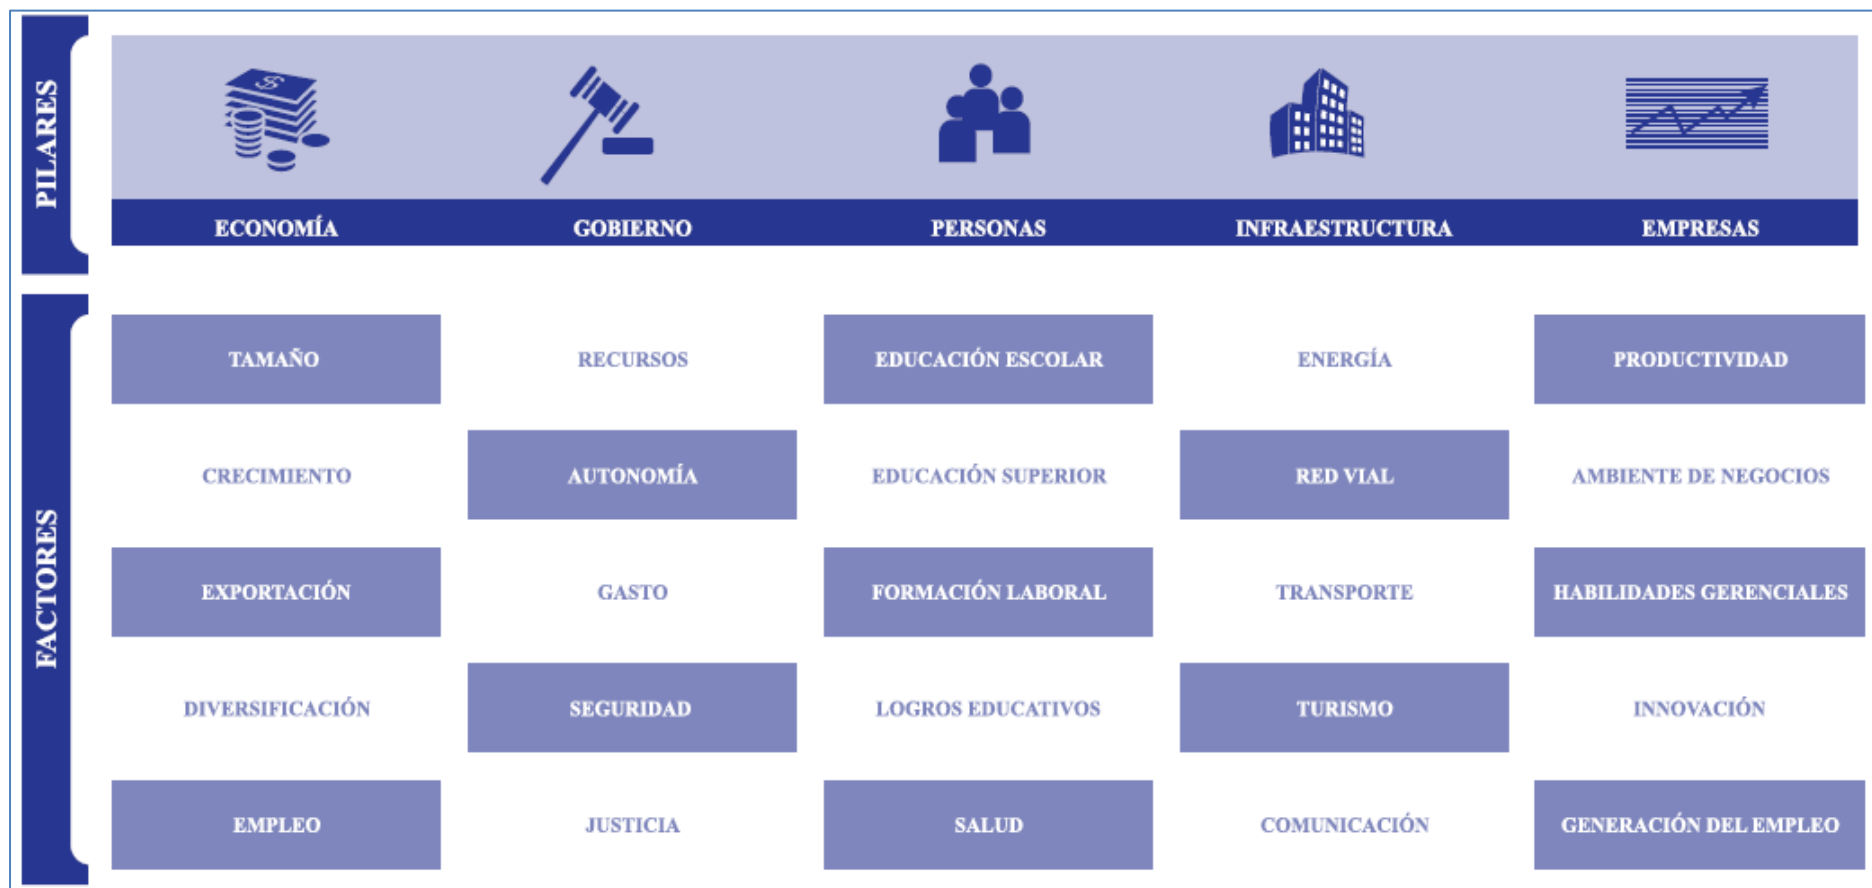 PILARES
ECONOMÍA GOBIERNO PERSONAS INFRAESTRUCTURA EMPRESAS
FACTORES
TAMAÑO RECURSOS EDUCACIÓN ESCOLAR ENERGÍA PRODUCTIVIDAD
CRECIMIENTO AUTONOMÍA EDUCACIÓN SUPERIOR RED VIAL AMBIENTE DE NEGOCIOS
EXPORTACIÓN GASTO FORMACIÓN LABORAL TRANSPORTE HABILIDADES GERENCIALES
DIVERSIFICACIÓN SEGURIDAD LOGROS EDUCATIVOS TURISMO INNOVACIÓN
EMPLEO JUSTICIA SALUD COMUNICACIÓN GENERACIÓN DEL EMPLEO